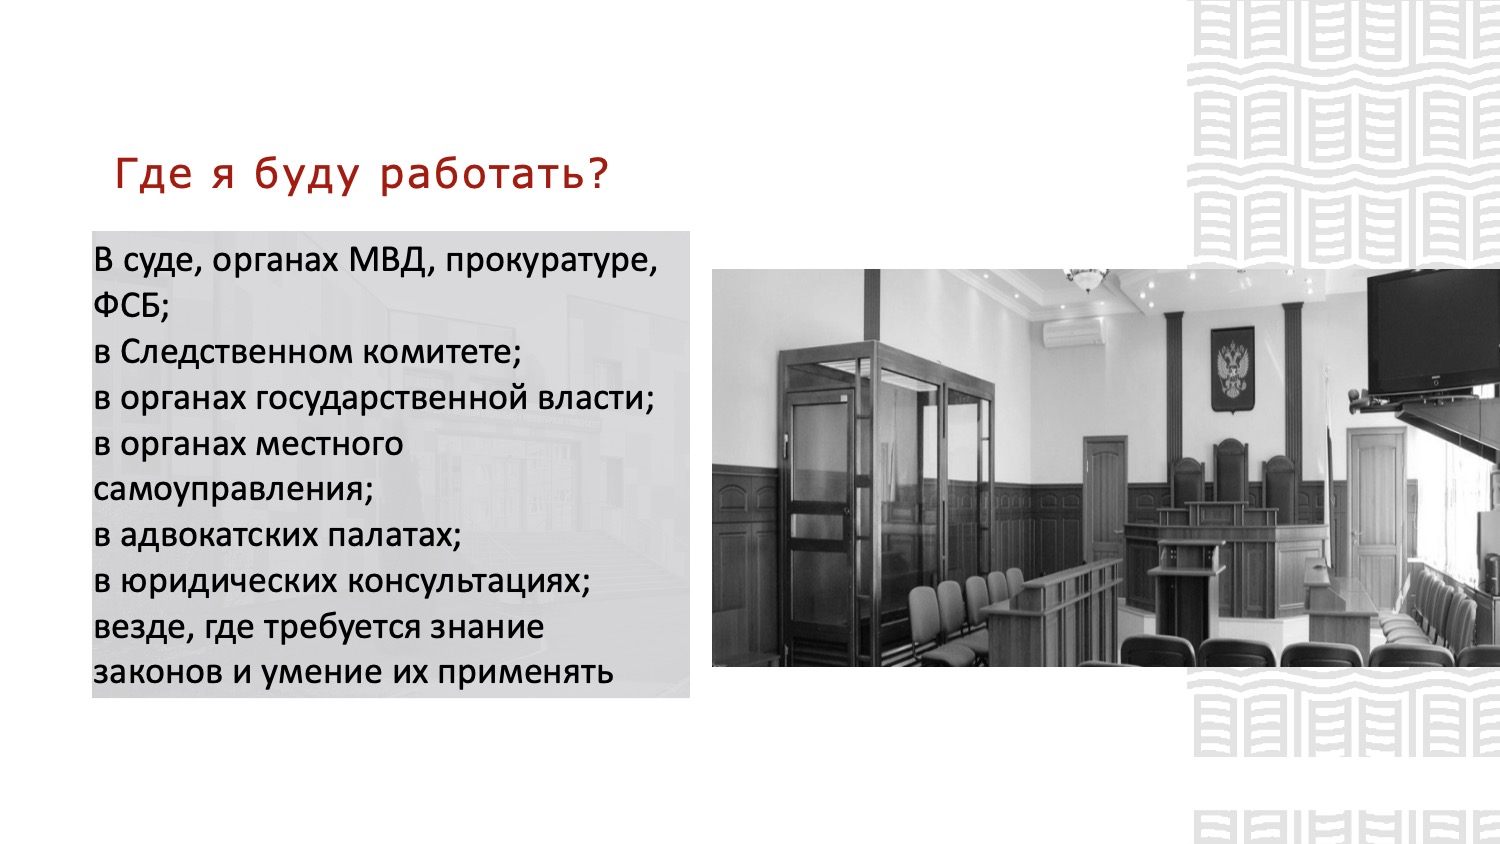 Где я буду работать?
В суде, органах МВД, прокуратуре,
ФСБ;
в Следственном комитете;
в органах государственной власти;
в органах местного
самоуправления;
в адвокатских палатах;
в юридических консультациях;
везде, где требуется знание
законов и умение их применять